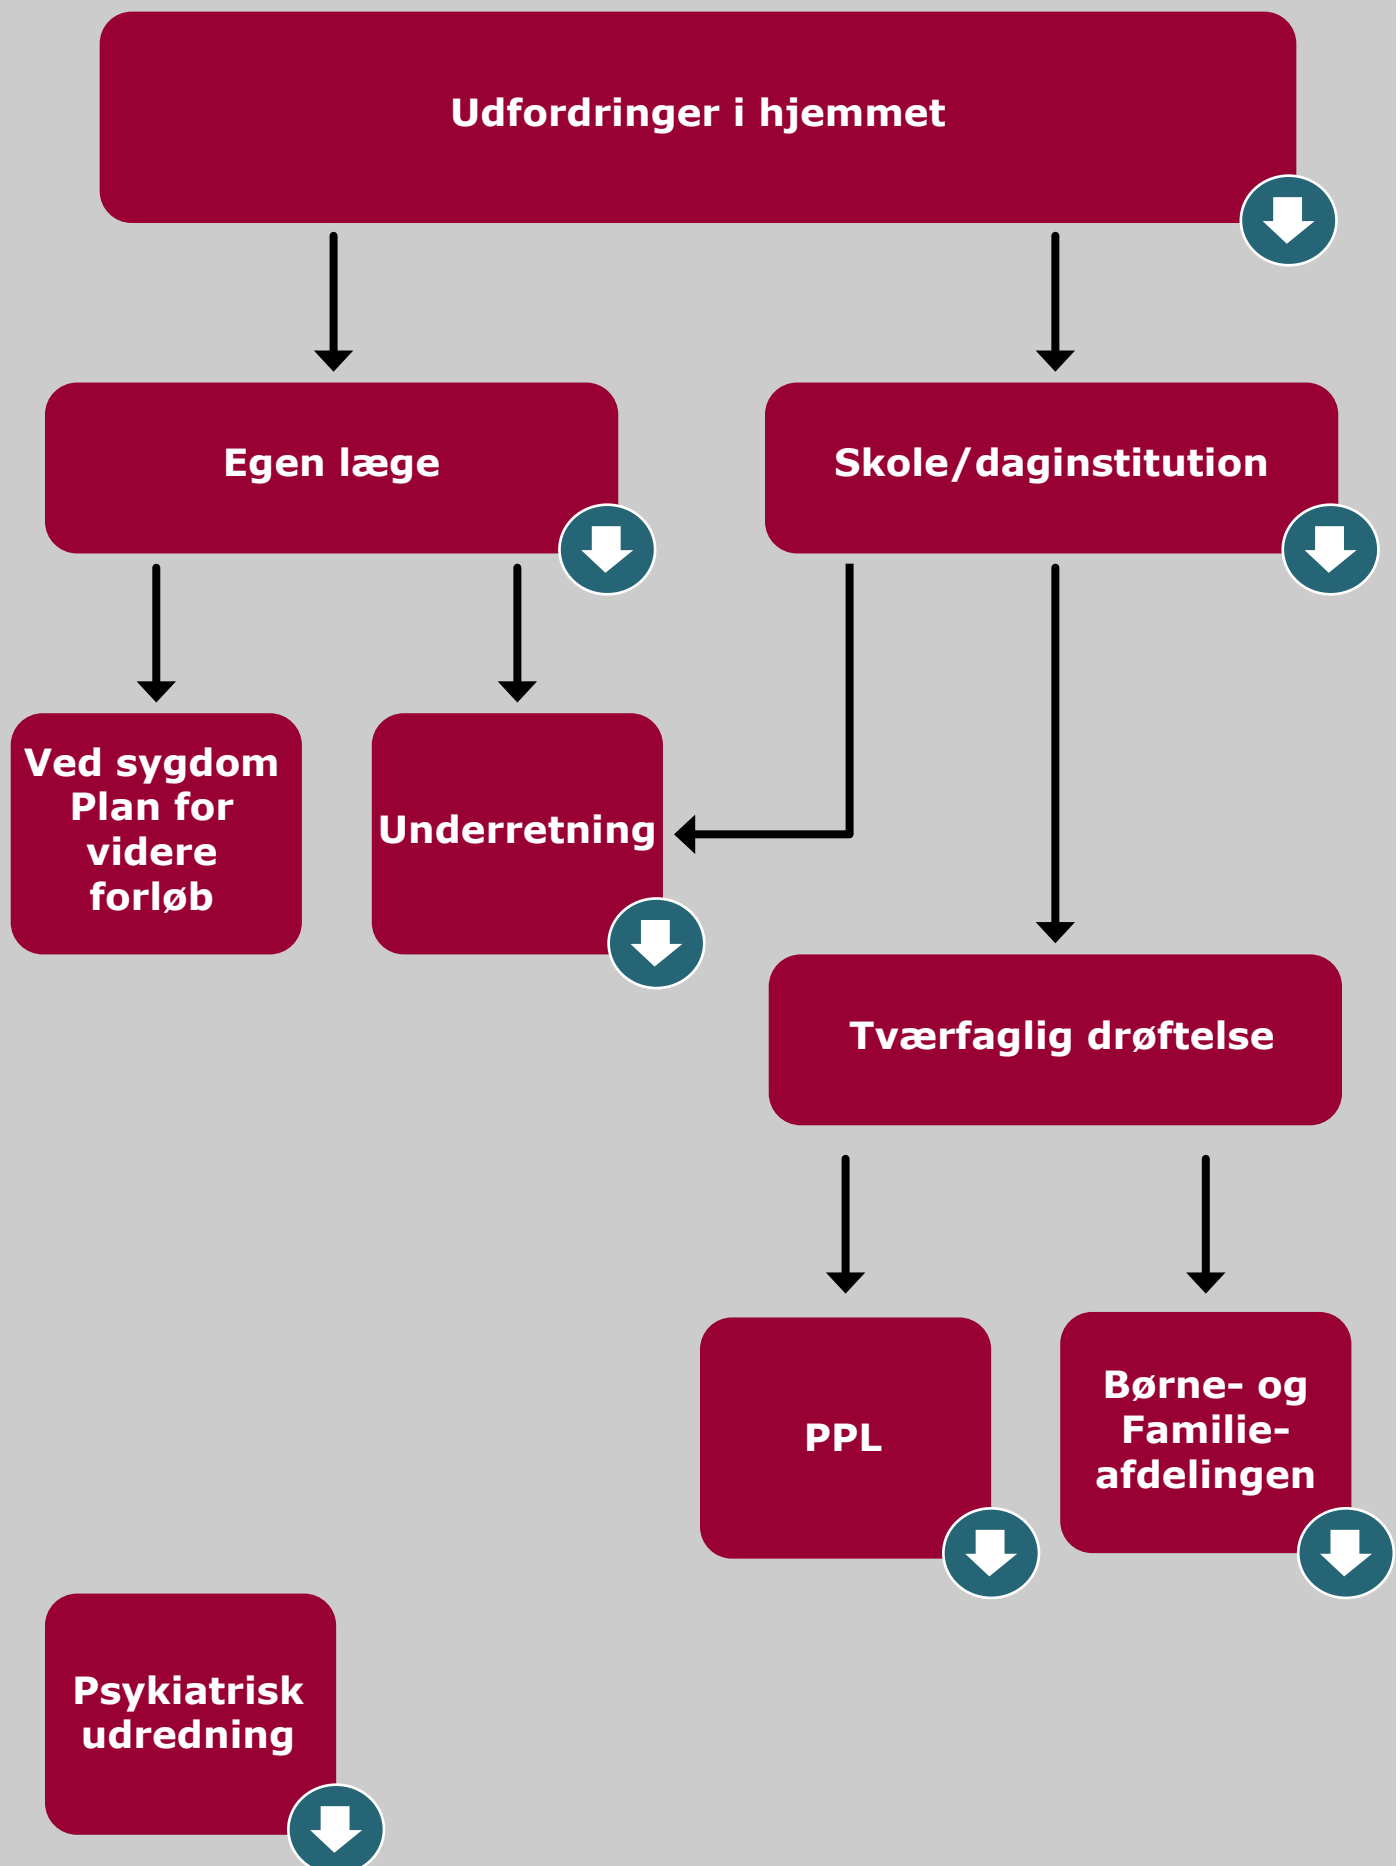 Udfordringer i hjemmet
Egen læge
Skole/daginstitution
Ved sygdom
Plan for
videre
forløb
Underretning
Tværfaglig drøftelse
PPL
Børne- og
Familie-
afdelingen
Psykiatrisk
udredning